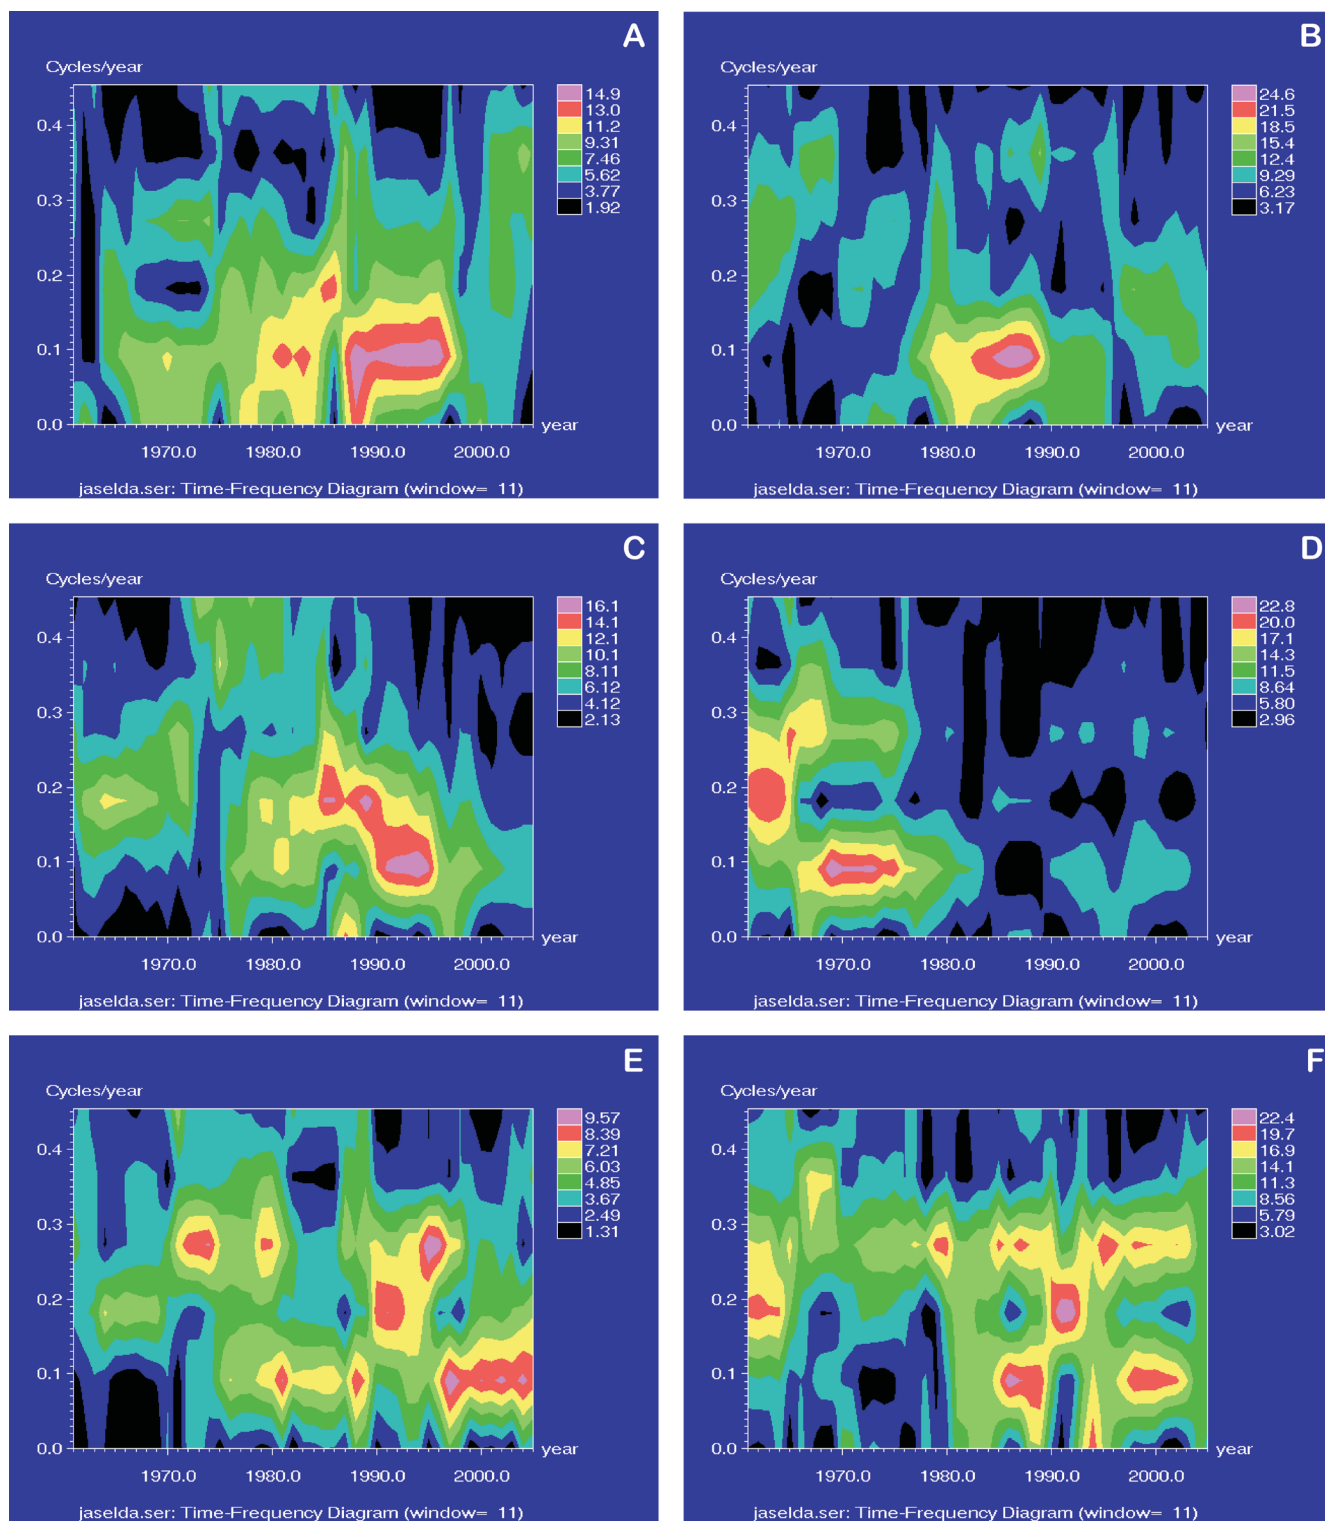 A
Cycles/year
0.4
0.3
0.2
0.1
0.0
1970.0 1980.0 1990.0 2000.0
year
14.9
13.0
11.2
9.31
7.46
5.62
3.77
1.92
jaselda.ser: Time-Frequency Diagram (window= 11)
B
Cycles/year
0.4
0.3
0.2
0.1
0.0
1970.0 1980.0 1990.0 2000.0
year
24.6
21.5
18.5
15.4
12.4
9.29
6.23
3.17
jaselda.ser: Time-Frequency Diagram (window= 11)
C
Cycles/year
0.4
0.3
0.2
0.1
0.0
1970.0 1980.0 1990.0 2000.0
year
16.1
14.1
12.1
10.1
8.11
6.12
4.12
2.13
jaselda.ser: Time-Frequency Diagram (window= 11)
D
Cycles/year
0.4
0.3
0.2
0.1
0.0
1970.0 1980.0 1990.0 2000.0
year
22.8
20.0
17.1
14.3
11.5
8.64
5.80
2.96
jaselda.ser: Time-Frequency Diagram (window= 11)
E
Cycles/year
0.4
0.3
0.2
0.1
0.0
1970.0 1980.0 1990.0 2000.0
year
9.57
8.39
7.21
6.03
4.85
3.67
2.49
1.31
jaselda.ser: Time-Frequency Diagram (window= 11)
F
Cycles/year
0.4
0.3
0.2
0.1
0.0
1970.0 1980.0 1990.0 2000.0
year
22.4
19.7
16.9
14.1
11.3
8.56
5.79
3.02
jaselda.ser: Time-Frequency Diagram (window= 11)